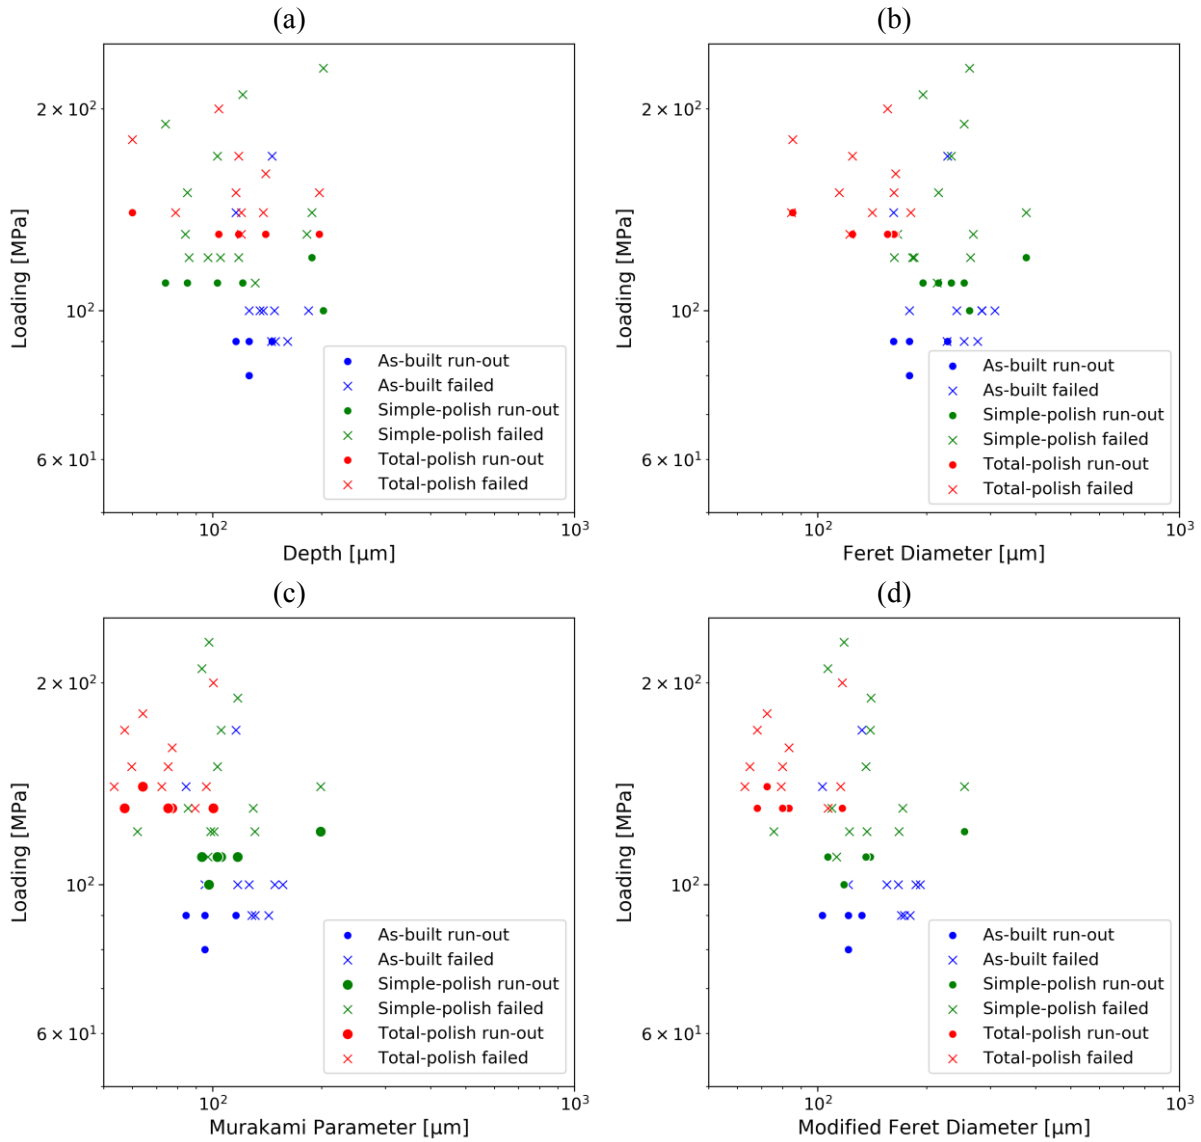 (a)
Loading [MPa]
2 × 10²
10²
6 × 10¹
As-built run-out
As-built failed
Simple-polish run-out
Simple-polish failed
Total-polish run-out
Total-polish failed
10²
10³
Depth [μm]
(b)
Loading [MPa]
2 × 10²
10²
6 × 10¹
As-built run-out
As-built failed
Simple-polish run-out
Simple-polish failed
Total-polish run-out
Total-polish failed
10²
10³
Feret Diameter [μm]
(c)
Loading [MPa]
2 × 10²
10²
6 × 10¹
As-built run-out
As-built failed
Simple-polish run-out
Simple-polish failed
Total-polish run-out
Total-polish failed
10²
10³
Murakami Parameter [μm]
(d)
Loading [MPa]
2 × 10²
10²
6 × 10¹
As-built run-out
As-built failed
Simple-polish run-out
Simple-polish failed
Total-polish run-out
Total-polish failed
10²
10³
Modified Feret Diameter [μm]